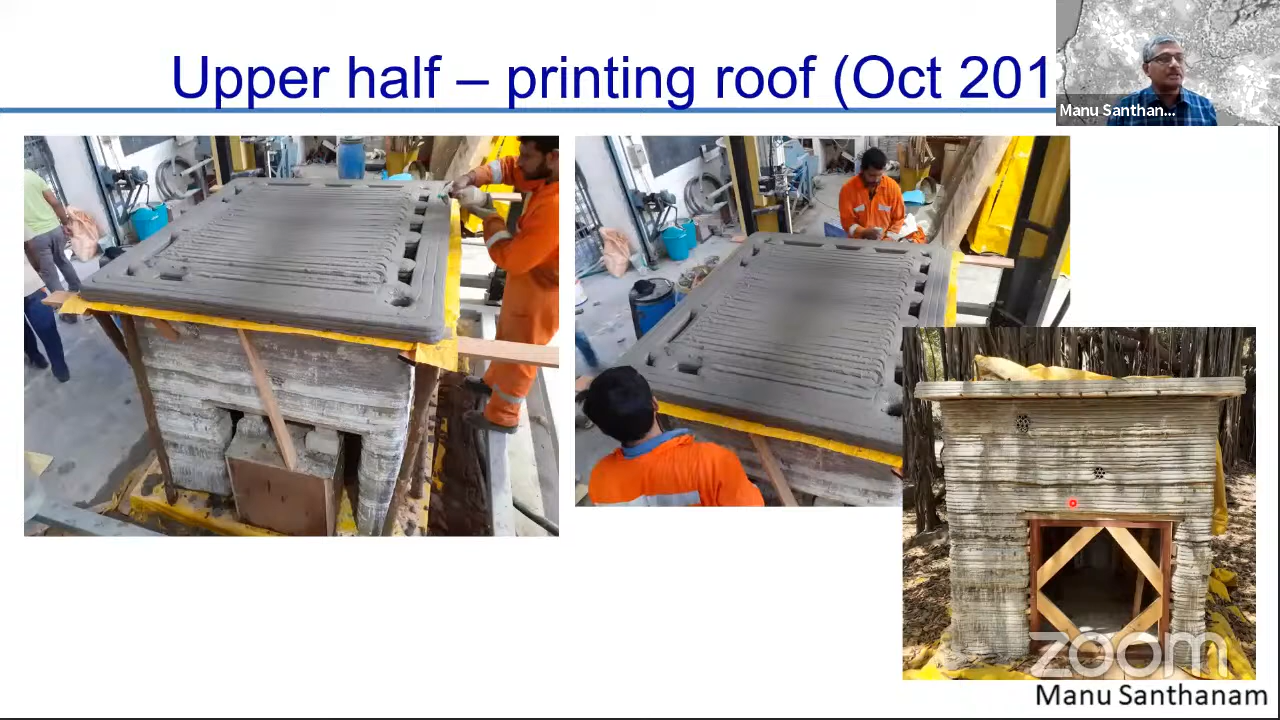 Upper half – printing roof (Oct 201
Manu Santhan...
zoom
Manu Santhanam